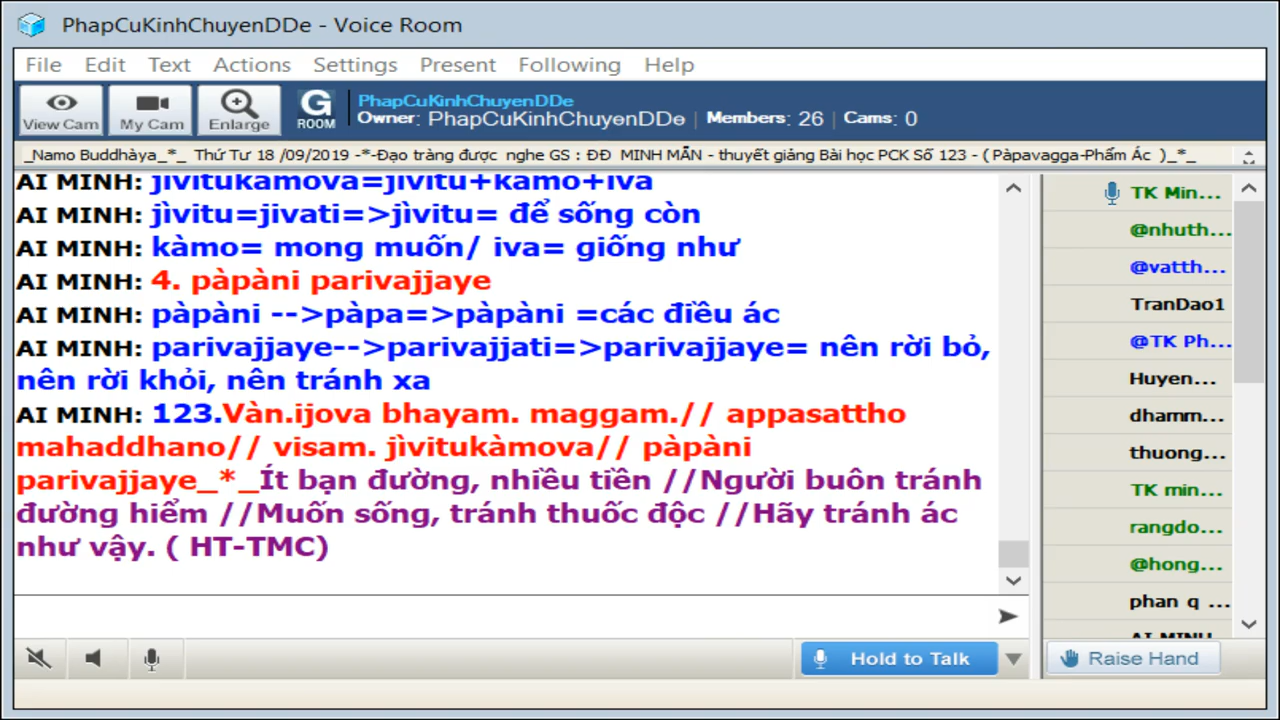 PhapCuKinhChuyenDDe - Voice Room
File Edit Text Actions Settings Present Following Help
View Cam My Cam Enlarge G ROOM
PhapCuKinhChuyenDDe
Owner: PhapCuKinhChuyenDDe | Members: 26 | Cams: 0
_Namo Buddhàya_*_ Thứ Tư 18 /09/2019 -*-Đạo tràng được nghe GS : ĐĐ MINH MẪN - thuyết giảng Bài học PCK Số 123 - ( Pàpavagga-Phẩm Ác )_*_
AI MINH: jìvitukàmova=jìvitu+kàmo+iva
AI MINH: jìvitu=jivati=>jìvitu= để sống còn
AI MINH: kàmo= mong muốn/ iva= giống như
AI MINH: 4. pàpàni parivajjaye
AI MINH: pàpàni -->pàpa=>pàpàni =các điều ác
AI MINH: parivajjaye-->parivajjati=>parivajjaye= nên rời bỏ,
nên rời khỏi, nên tránh xa
AI MINH: 123.Vàn.ijova bhayam. maggam.// appasattho
mahaddhano// visam. jìvitukàmova// pàpàni
parivajjaye_*_Ít bạn đường, nhiều tiền //Người buôn tránh
đường hiểm //Muốn sống, tránh thuốc độc //Hãy tránh ác
như vậy. ( HT-TMC)
TK Min...
@nhuth...
@vatth...
TranDao1
@TK Ph...
Huyen...
dhamm...
thuong...
TK min...
rangdo...
@hong...
phan q ...
AI MINH
Hold to Talk
Raise Hand